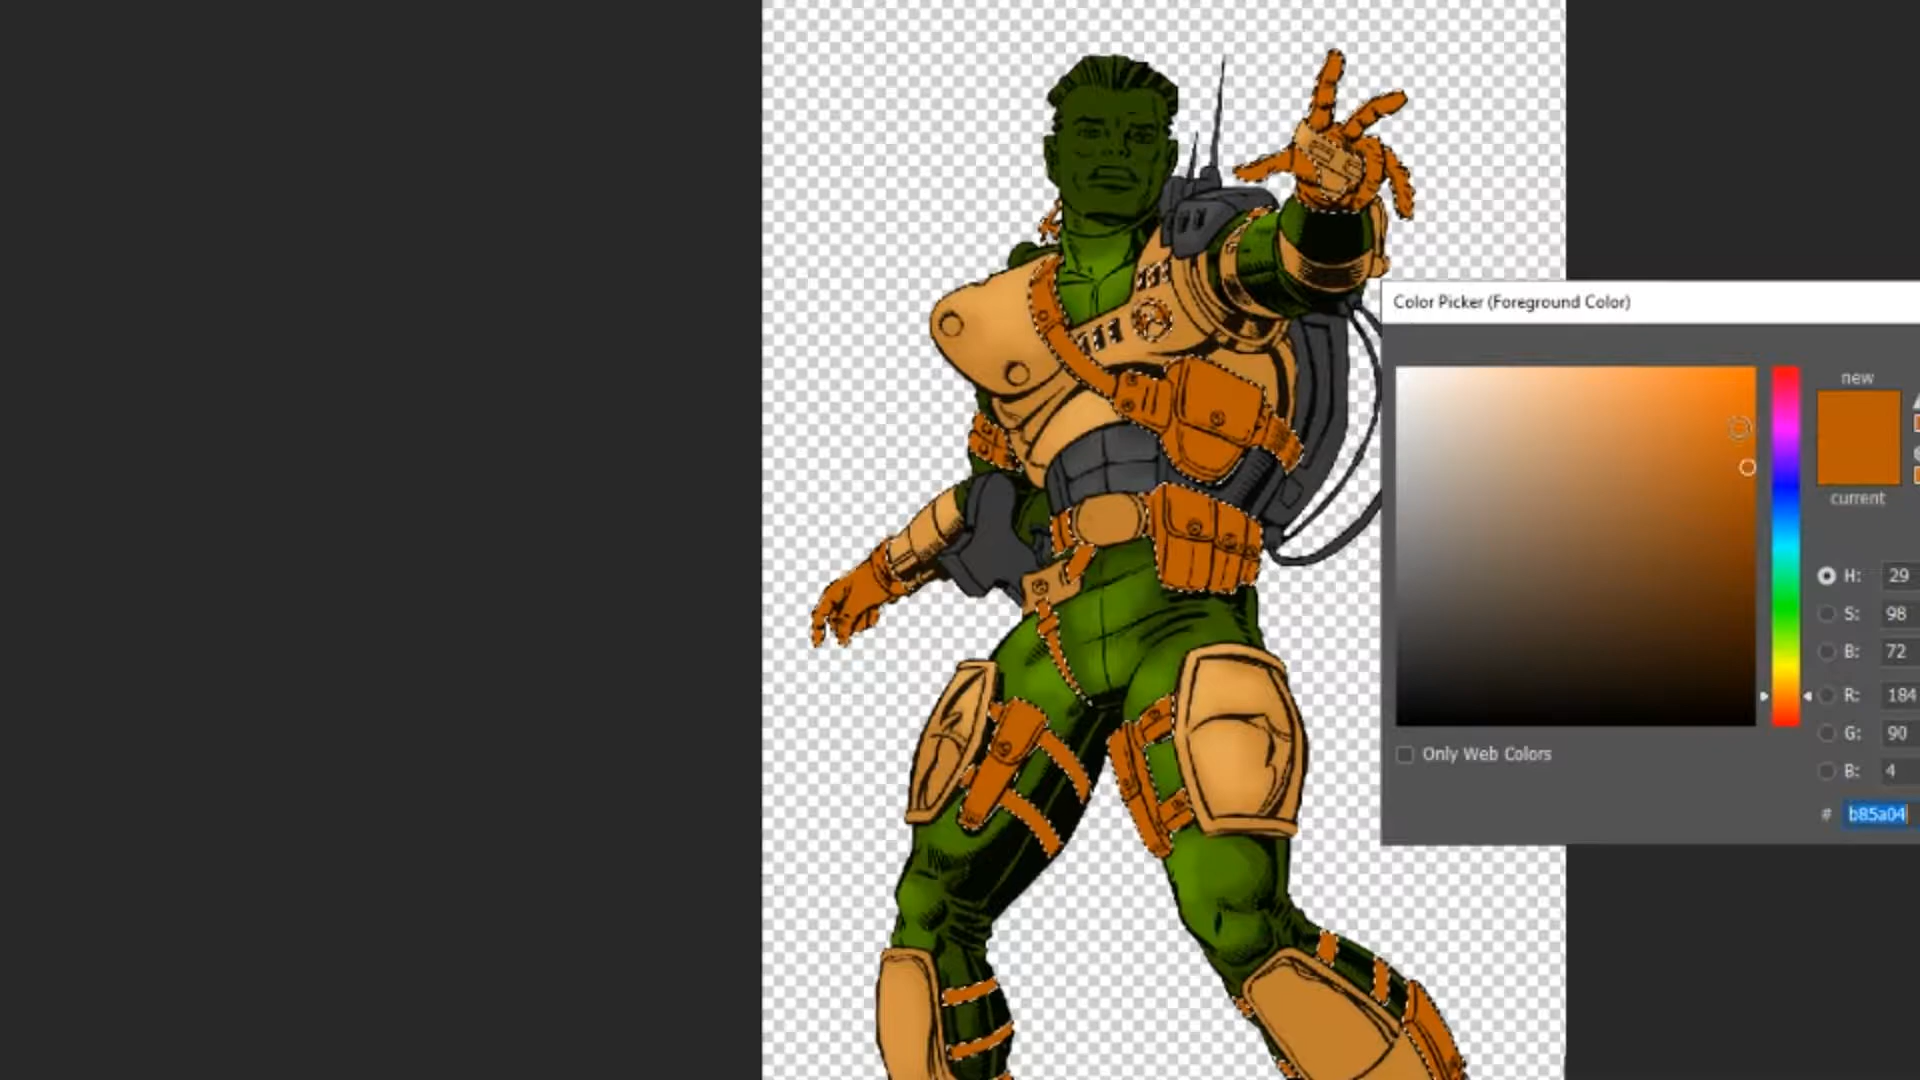 Color Picker (Foreground Color)
new
current
H: 29
S: 98
B: 72
R: 184
G: 90
B: 4
Only Web Colors
# b85a04